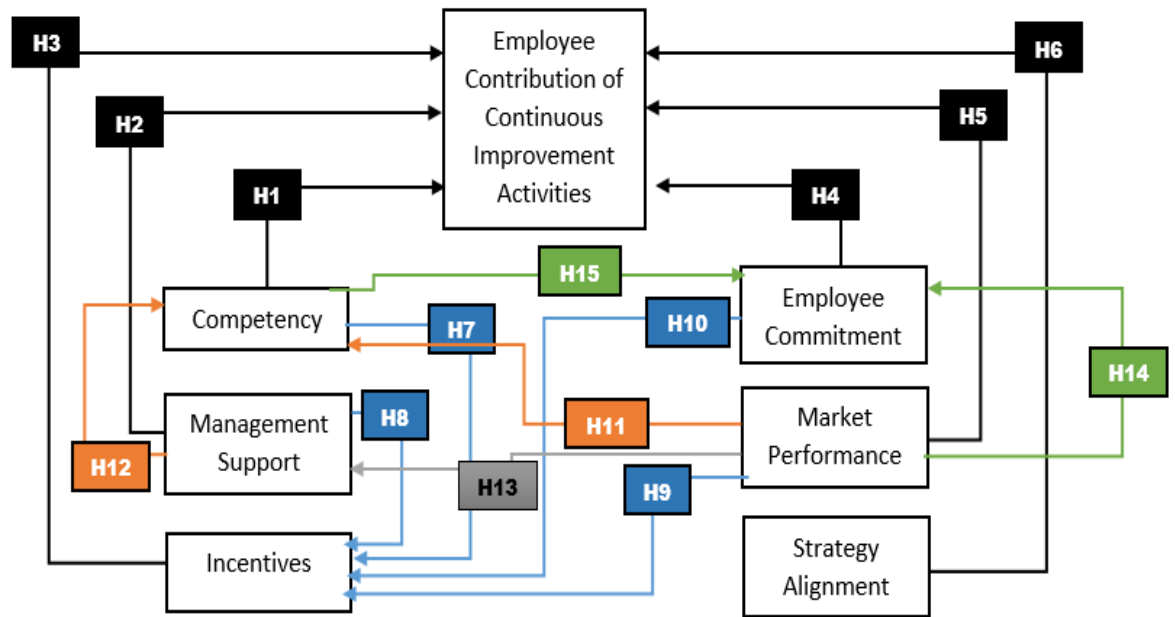 H3
Employee
Contribution of
Continuous
Improvement
Activities
H6
H2
H5
H1
H4
H15
Competency
H7
H10
Employee
Commitment
H14
Management
Support
H8
H12
H11
Market
Performance
H13
H9
Incentives
Strategy
Alignment